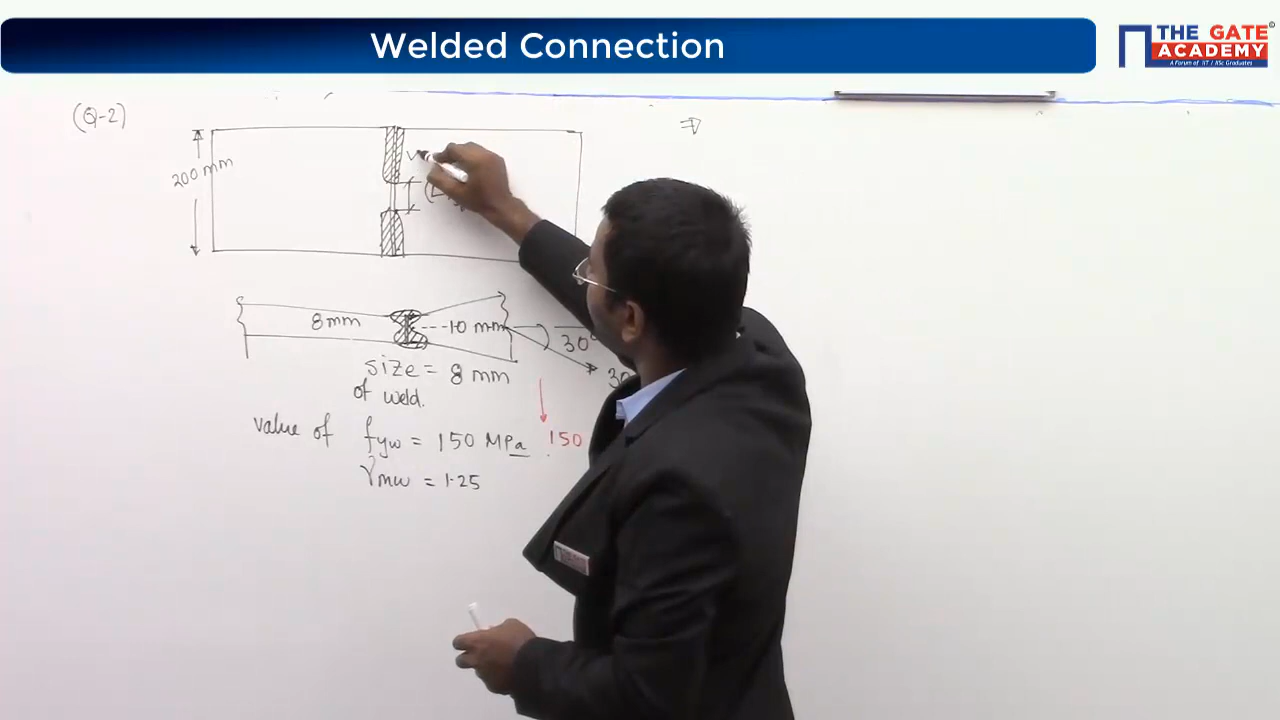 Welded Connection
THE GATE
ACADEMY
A Forum of IIT / IISc Graduates
(Q-2)
200 mm
8mm
10 mm
30°
30
size = 8 mm
of weld.
value of fyw = 150 MPa 150
γmw = 1.25